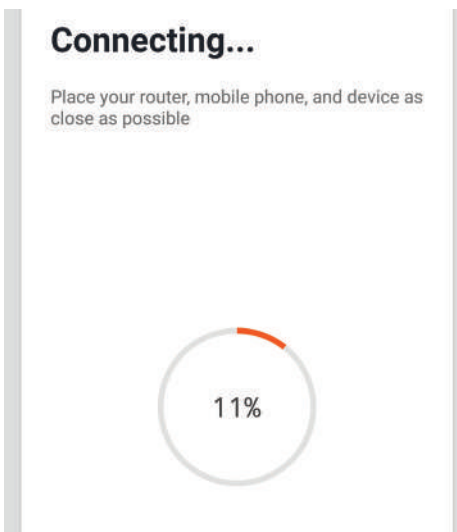 Connecting...
Place your router, mobile phone, and device as
close as possible
11%